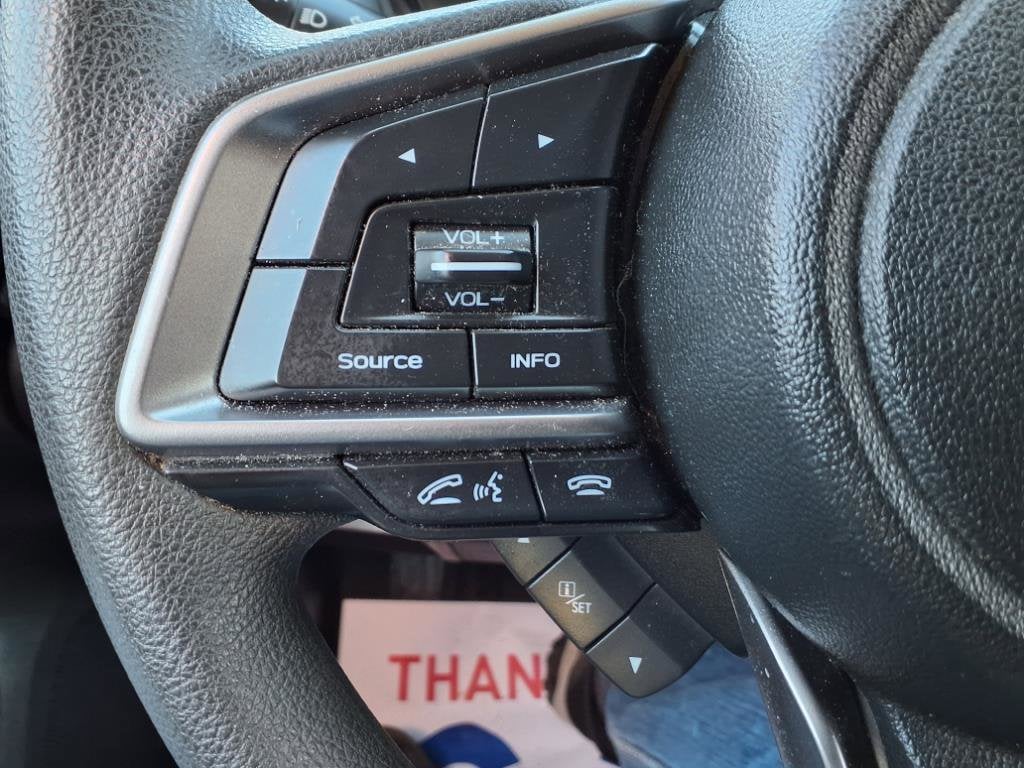 VOL+
VOL-
Source
INFO
i/SET
THAN